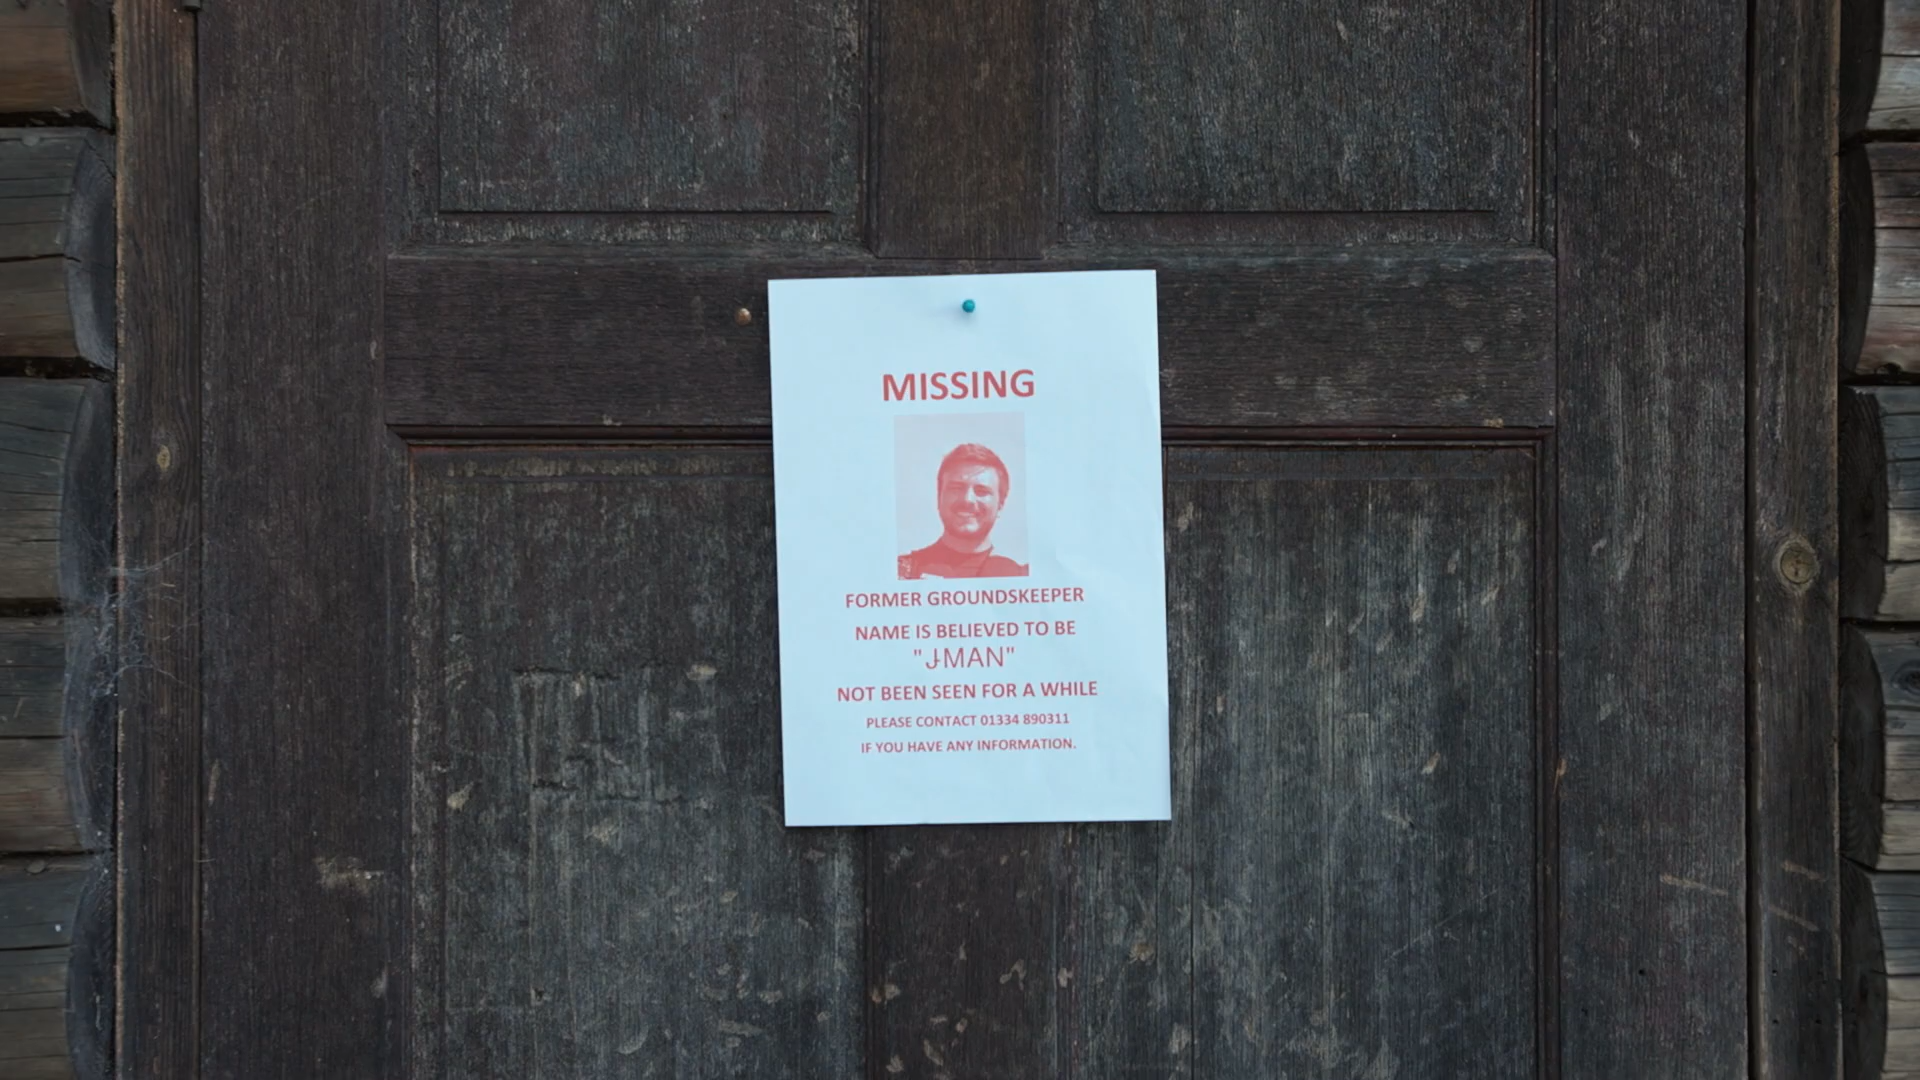 MISSING
FORMER GROUNDSKEEPER
NAME IS BELIEVED TO BE
"J-MAN"
NOT BEEN SEEN FOR A WHILE
PLEASE CONTACT 01334 890311
IF YOU HAVE ANY INFORMATION.